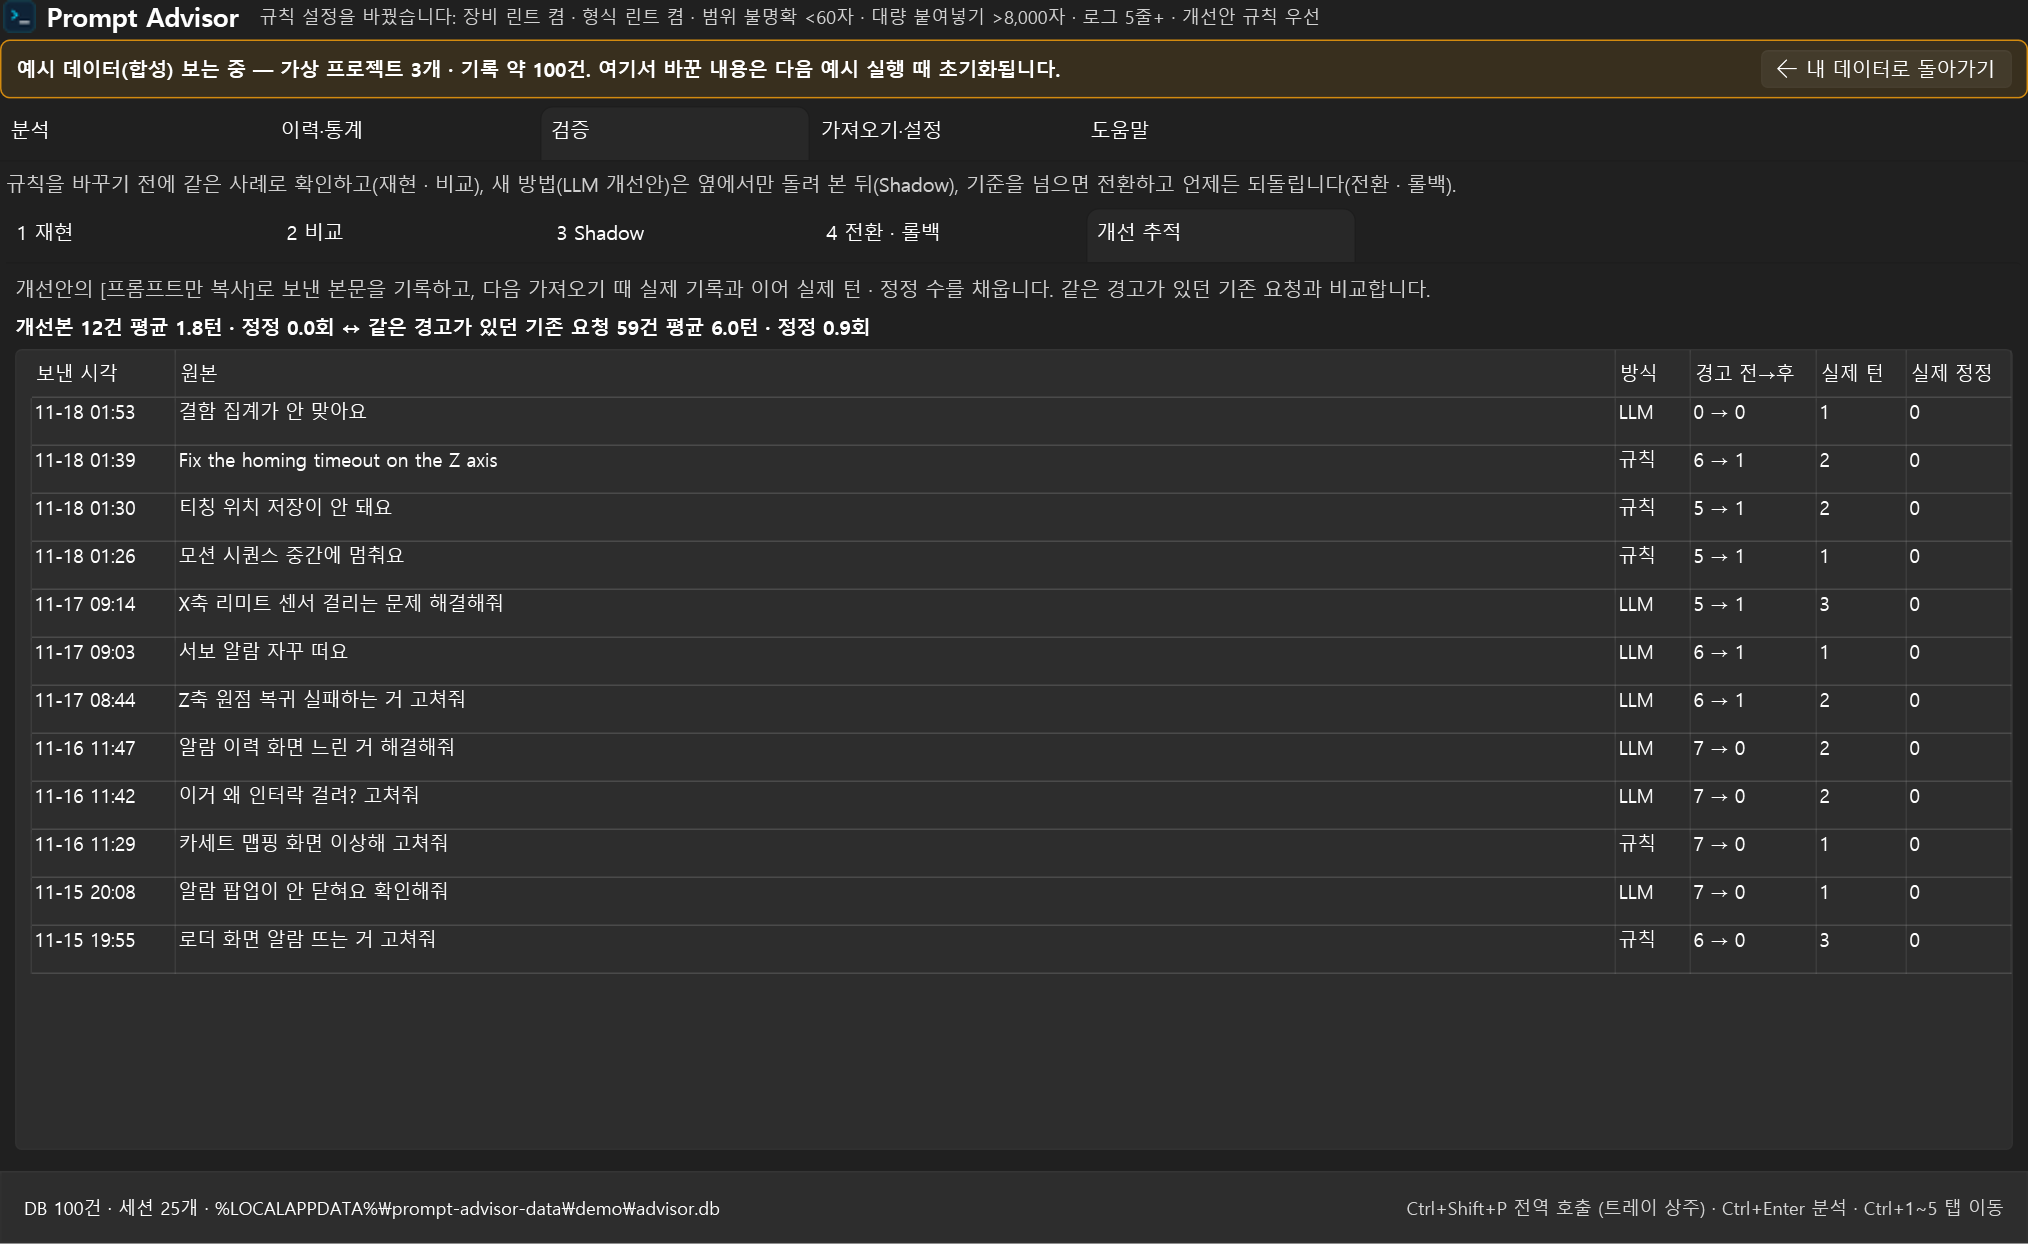 Prompt Advisor 규칙 설정을 바꿨습니다: 장비 린트 켬 · 형식 린트 켬 · 범위 불명확 <60자 · 대량 붙여넣기 >8,000자 · 로그 5줄+ · 개선안 규칙 우선
예시 데이터(합성) 보는 중 — 가상 프로젝트 3개 · 기록 약 100건. 여기서 바꾼 내용은 다음 예시 실행 때 초기화됩니다. ← 내 데이터로 돌아가기
분석 이력·통계 검증 가져오기·설정 도움말
규칙을 바꾸기 전에 같은 사례로 확인하고(재현 · 비교), 새 방법(LLM 개선안)은 옆에서만 돌려 본 뒤(Shadow), 기준을 넘으면 전환하고 언제든 되돌립니다(전환 · 롤백).
1 재현 2 비교 3 Shadow 4 전환 · 롤백 개선 추적
개선안의 [프롬프트만 복사]로 보낸 본문을 기록하고, 다음 가져오기 때 실제 기록과 이어 실제 턴 · 정정 수를 채웁니다. 같은 경고가 있던 기존 요청과 비교합니다.
개선본 12건 평균 1.8턴 · 정정 0.0회 ↔ 같은 경고가 있던 기존 요청 59건 평균 6.0턴 · 정정 0.9회
보낸 시각 원본 방식 경고 전→후 실제 턴 실제 정정
11-18 01:53 결함 집계가 안 맞아요 LLM 0 → 0 1 0
11-18 01:39 Fix the homing timeout on the Z axis 규칙 6 → 1 2 0
11-18 01:30 티칭 위치 저장이 안 돼요 규칙 5 → 1 2 0
11-18 01:26 모션 시퀀스 중간에 멈춰요 규칙 5 → 1 1 0
11-17 09:14 X축 리미트 센서 걸리는 문제 해결해줘 LLM 5 → 1 3 0
11-17 09:03 서보 알람 자꾸 떠요 LLM 6 → 1 1 0
11-17 08:44 Z축 원점 복귀 실패하는 거 고쳐줘 LLM 6 → 1 2 0
11-16 11:47 알람 이력 화면 느린 거 해결해줘 LLM 7 → 0 2 0
11-16 11:42 이거 왜 인터락 걸려? 고쳐줘 LLM 7 → 0 2 0
11-16 11:29 카세트 맵핑 화면 이상해 고쳐줘 규칙 7 → 0 1 0
11-15 20:08 알람 팝업이 안 닫혀요 확인해줘 LLM 7 → 0 1 0
11-15 19:55 로더 화면 알람 뜨는 거 고쳐줘 규칙 6 → 0 3 0
DB 100건 · 세션 25개 · %LOCALAPPDATA%₩prompt-advisor-data₩demo₩advisor.db Ctrl+Shift+P 전역 호출 (트레이 상주) · Ctrl+Enter 분석 · Ctrl+1~5 탭 이동